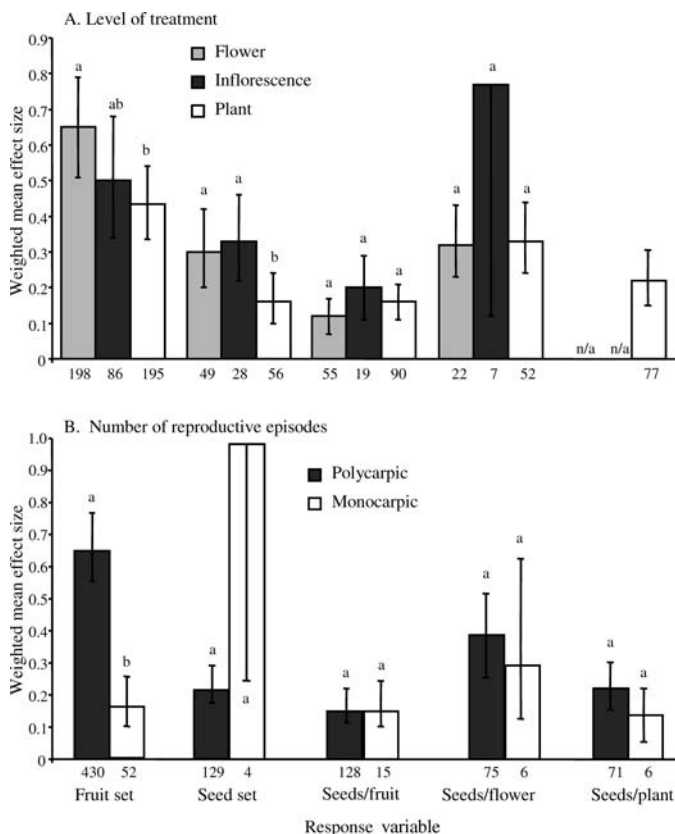 A. Level of treatment
0.9
0.8
0.7
0.6
0.5
0.4
0.3
0.2
0.1
0
Weighted mean effect size
Flower
Inflorescence
Plant
a ab b
a a b
a a a
a a a
n/a n/a
198 86 195 49 28 56 55 19 90 22 7 52 77
B. Number of reproductive episodes
1.0
0.9
0.8
0.7
0.6
0.5
0.4
0.3
0.2
0.1
0
Weighted mean effect size
Polycarpic
Monocarpic
a b
a a
a a
a a
a a
430 52 129 4 128 15 75 6 71 6
Fruit set Seed set Seeds/fruit Seeds/flower Seeds/plant
Response variable